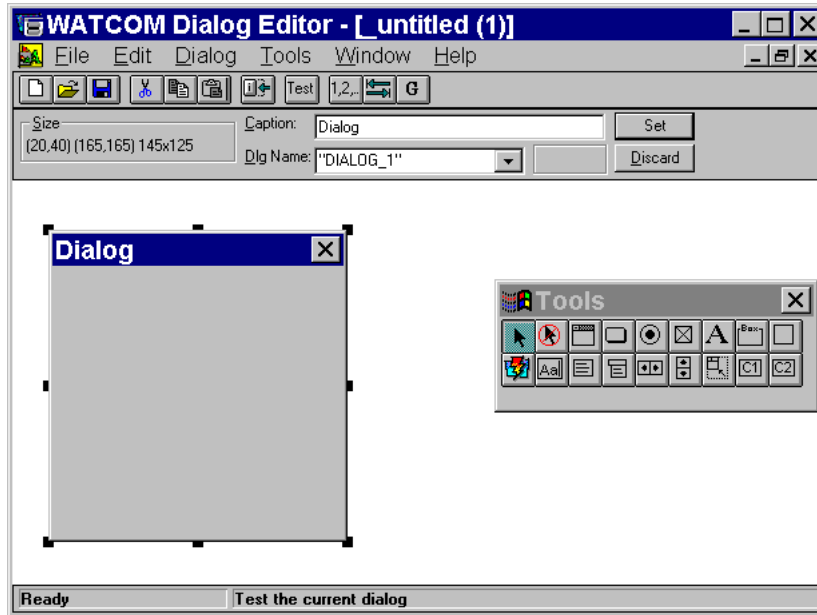 WATCOM Dialog Editor - [_untitled (1)]
File Edit Dialog Tools Window Help
Test 1,2,.. G
Size
(20,40) (165,165) 145x125
Caption: Dialog
Set
Dlg Name: "DIALOG_1"
Discard
Dialog
Tools
A Box
Aa C1 C2
Ready
Test the current dialog